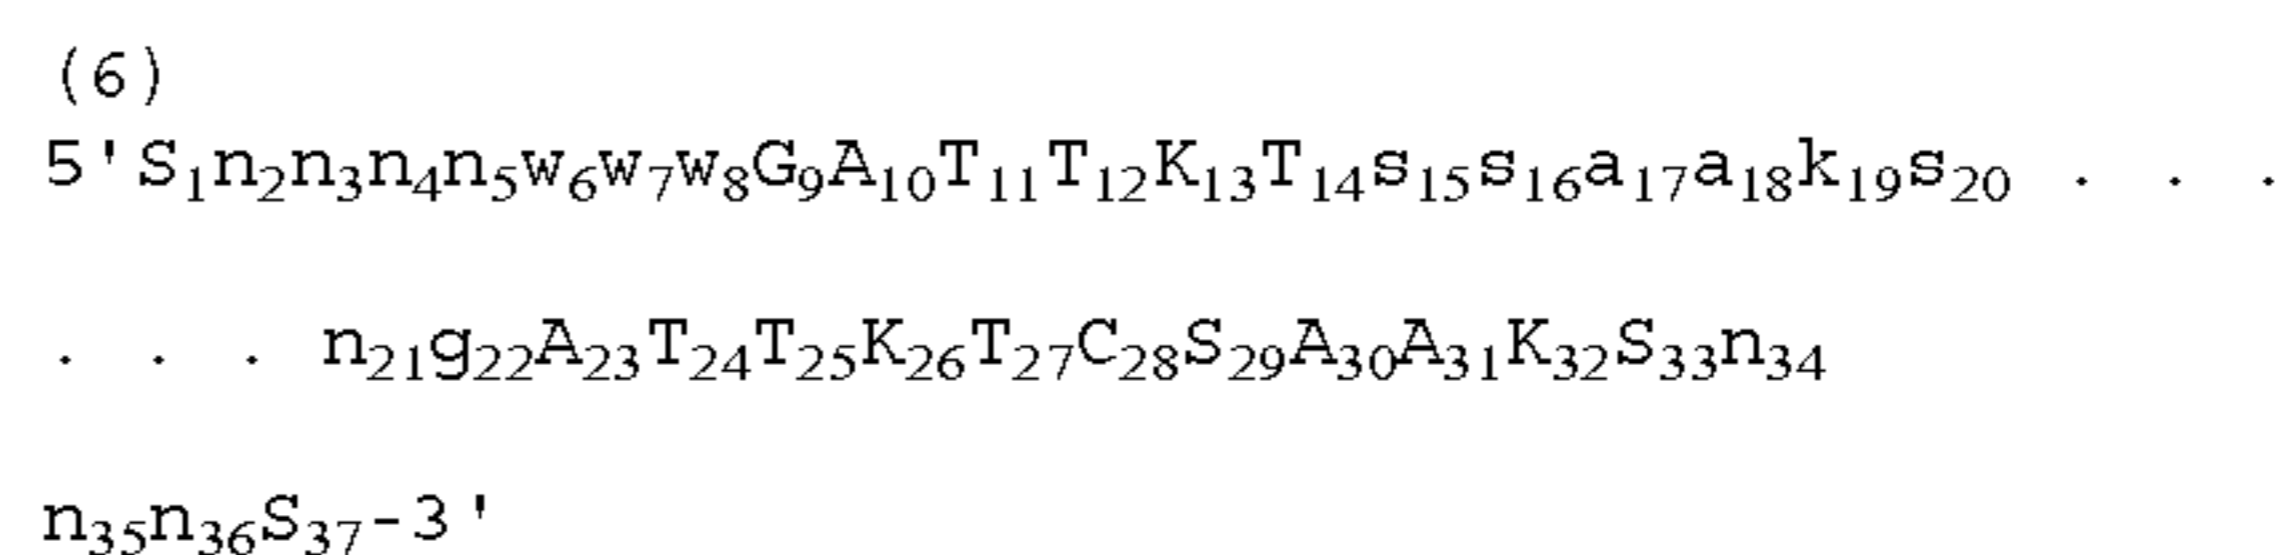 (6)
5'S₁n₂n₃n₄n₅w₆w₇w₈G₉A₁₀T₁₁T₁₂K₁₃T₁₄s₁₅s₁₆a₁₇a₁₈k₁₉s₂₀ . . .
. . . n₂₁g₂₂A₂₃T₂₄T₂₅K₂₆T₂₇C₂₈S₂₉A₃₀A₃₁K₃₂S₃₃n₃₄
n₃₅n₃₆S₃₇-3'